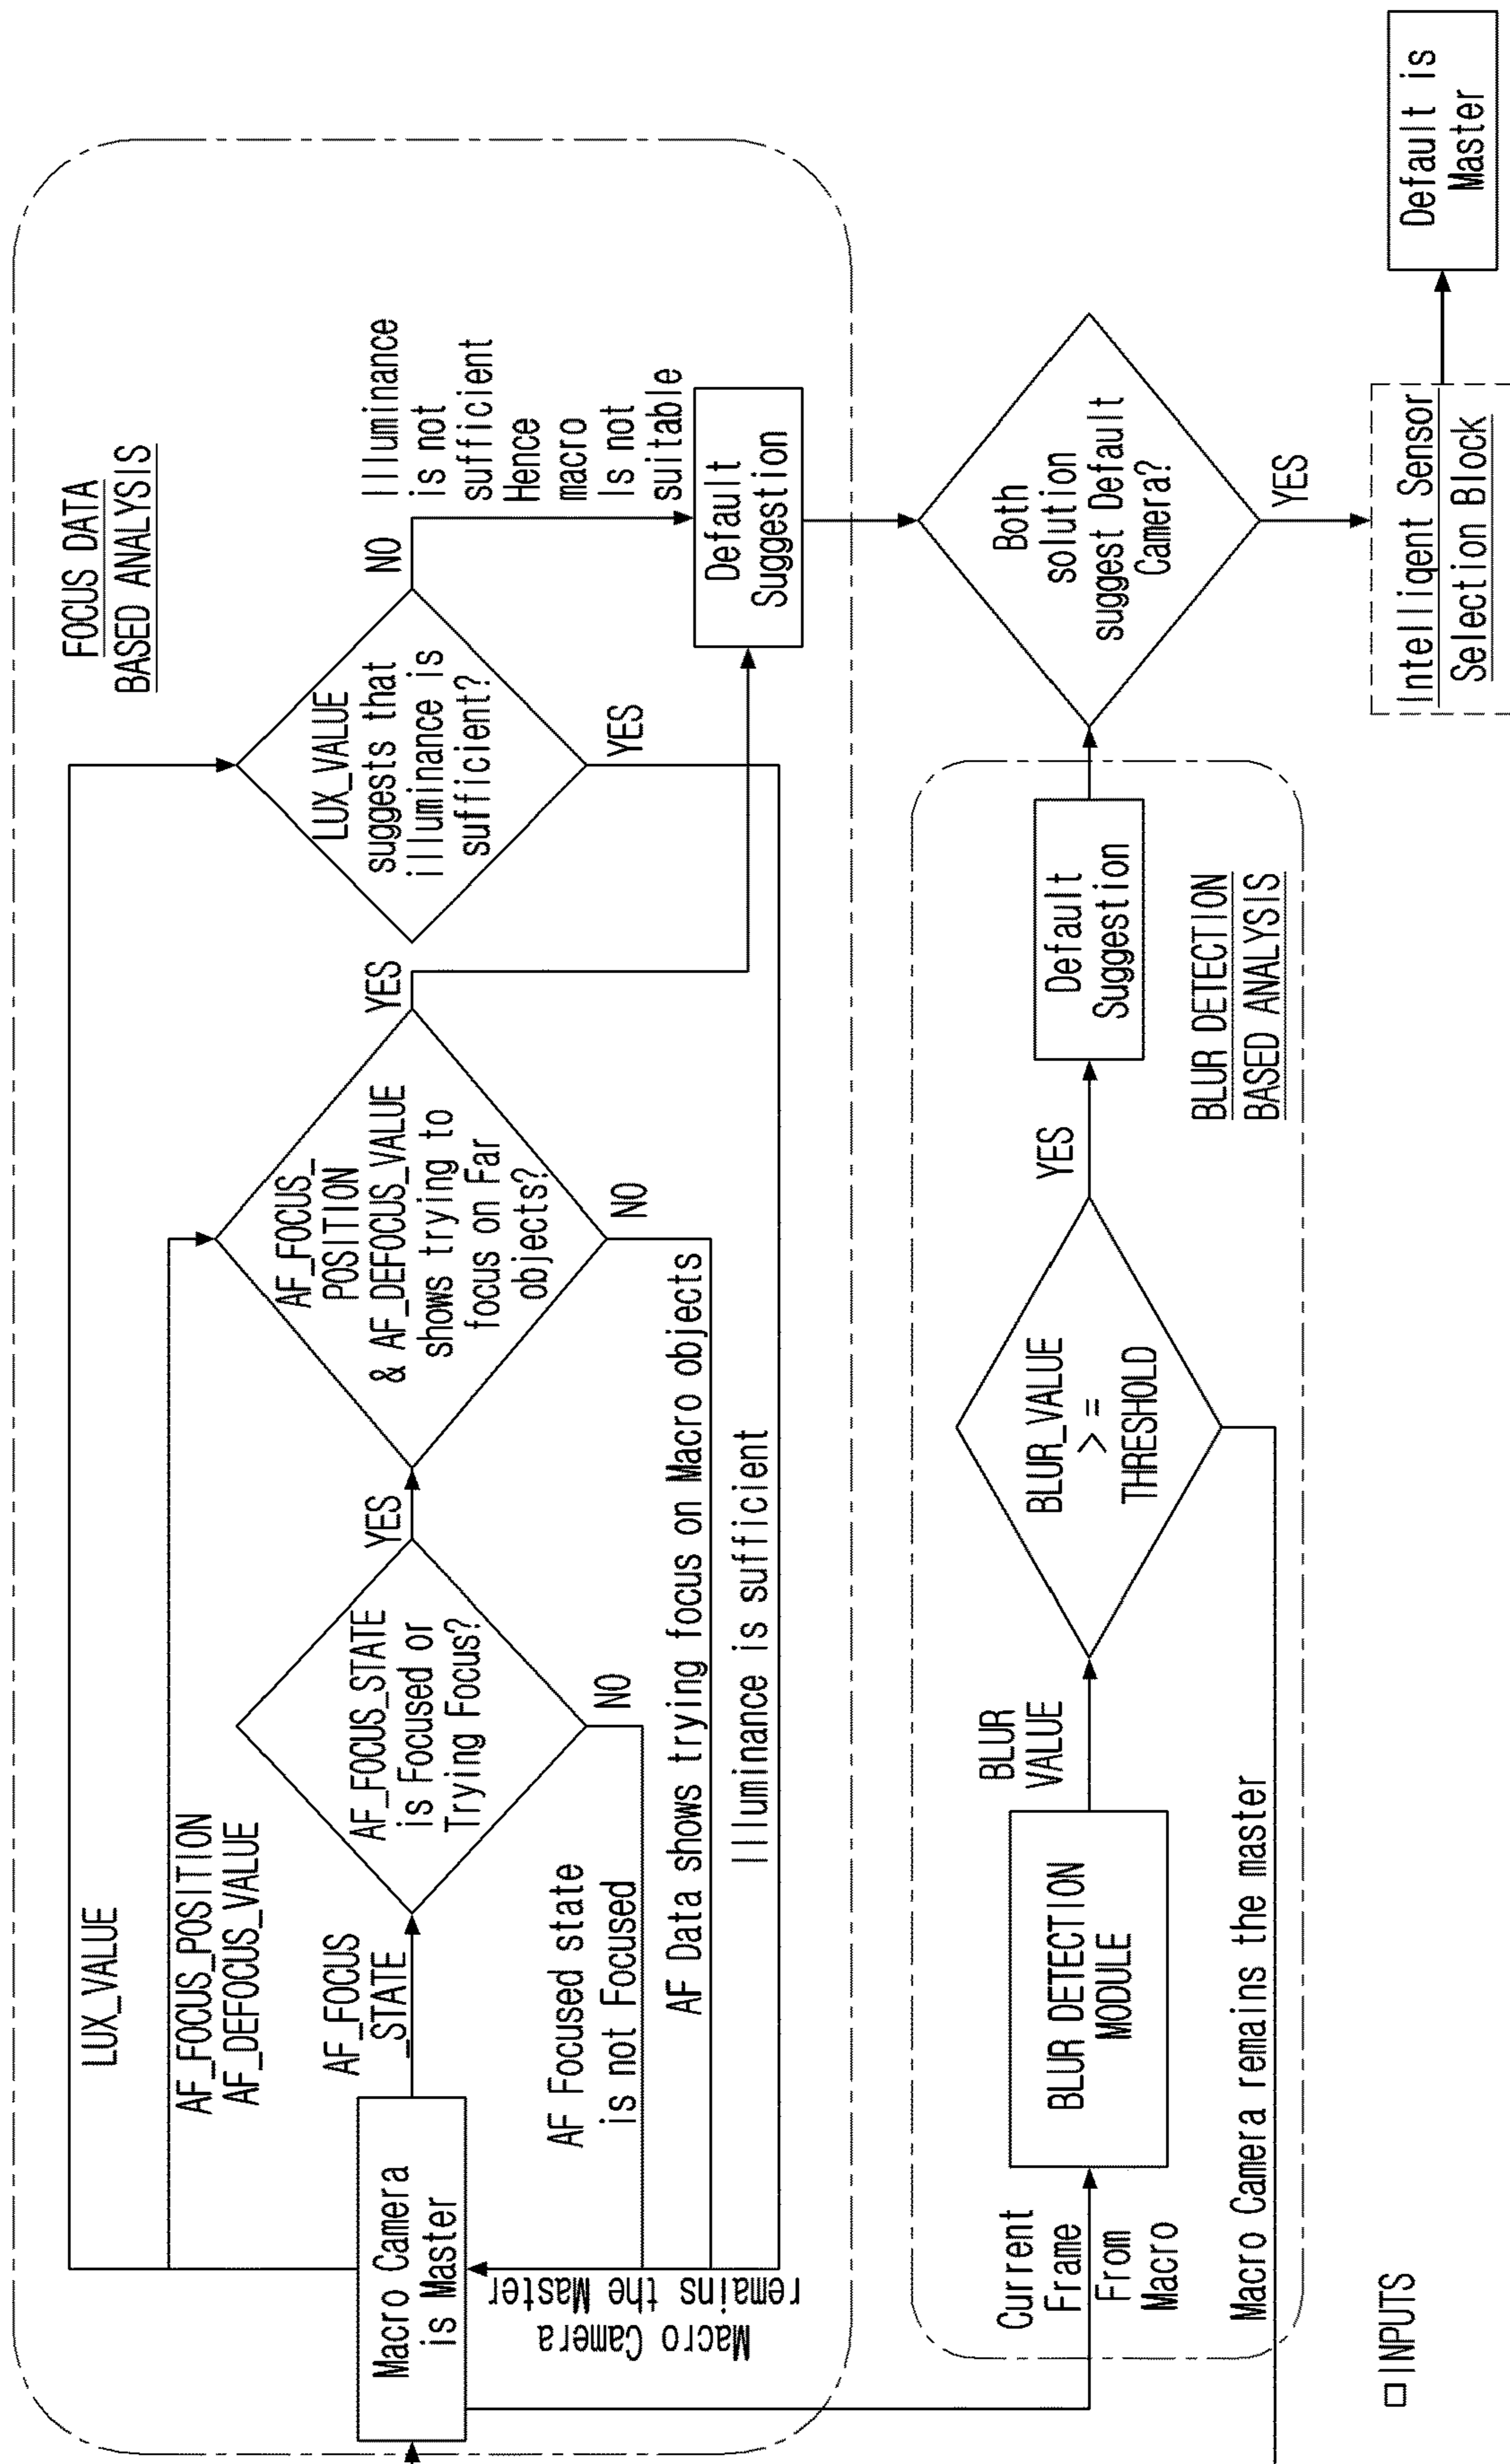 FOCUS DATA
BASED ANALYSIS
LUX_VALUE
AF_FOCUS_POSITION
AF_DEFOCUS_VALUE
AF_FOCUS
_STATE
Macro Camera
is Master
AF_FOCUS_STATE
is Focused or
Trying Focus?
YES
NO
AF_FOCUS_
POSITION
& AF_DEFOCUS_VALUE
shows trying to
focus on Far
objects?
YES
NO
LUX_VALUE
suggests that
illuminance is
sufficient?
NO
YES
Illuminance
is not
sufficient
Hence
macro
Is not
suitable
Default
Suggestion
AF Focused state
is not Focused
AF Data shows trying focus on Macro objects
Illuminance is sufficient
Macro Camera
remains the Master
Current
Frame
From
Macro
BLUR DETECTION
MODULE
BLUR
VALUE
BLUR_VALUE
>=
THRESHOLD
YES
Default
Suggestion
BLUR DETECTION
BASED ANALYSIS
Macro Camera remains the master
Both
solution
suggest Default
Camera?
YES
Intelligent Sensor
Selection Block
Default is
Master
INPUTS